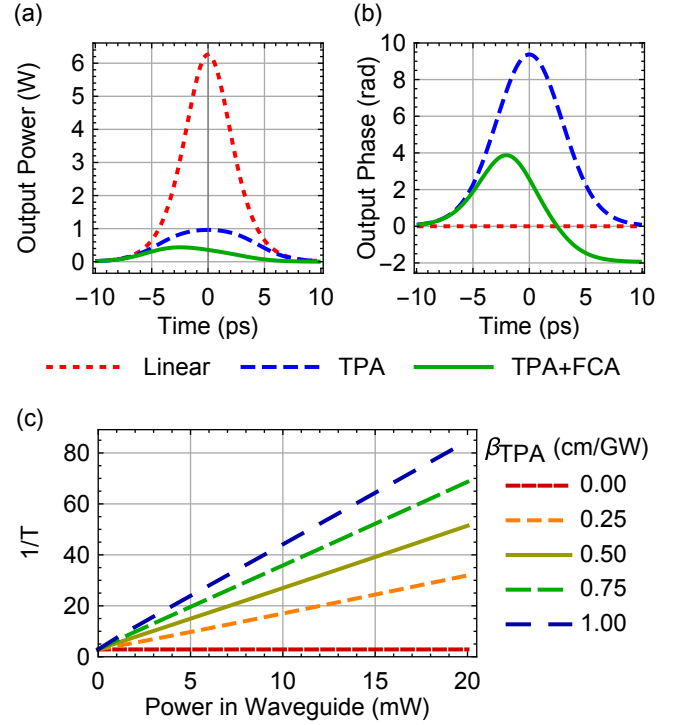 (a)
Output Power (W)
6
5
4
3
2
1
0
−10 −5 0 5 10
Time (ps)
(b)
Output Phase (rad)
10
8
6
4
2
0
−2
−10 −5 0 5 10
Time (ps)
Linear TPA TPA+FCA
(c)
1/T
80
60
40
20
0
0 5 10 15 20
Power in Waveguide (mW)
βTPA (cm/GW)
0.00
0.25
0.50
0.75
1.00